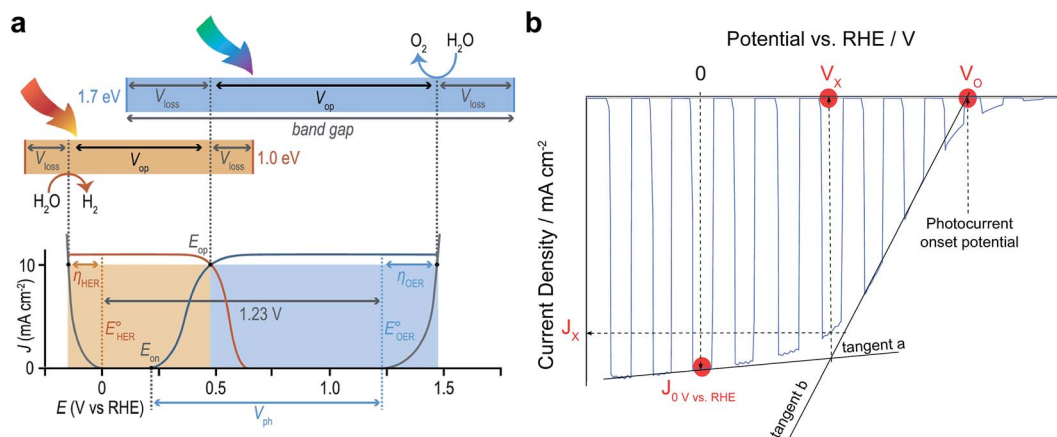 a
O₂ H₂O
1.7 eV
V_loss V_op V_loss
band gap
V_loss V_op V_loss 1.0 eV
H₂O H₂
E_op
10
η_HER η_OER
1.23 V
J (mA cm⁻²)
E°_HER E°_OER
E_on
0
0 0.5 1.0 1.5
E (V vs RHE)
V_ph
b
Potential vs. RHE / V
0 V_X V_O
Current Density / mA cm⁻²
Photocurrent
onset potential
J_X
tangent a
J_0 V vs. RHE
tangent b